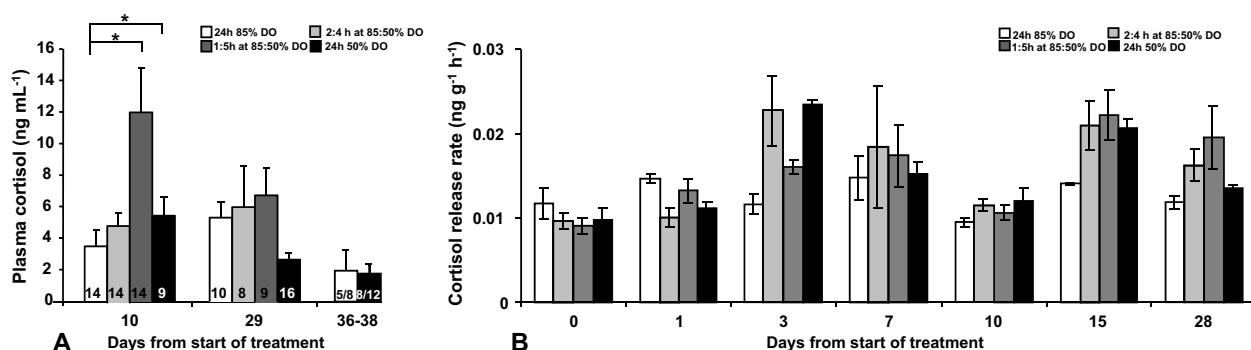 *
*
24h 85% DO 2:4 h at 85:50% DO
1:5h at 85:50% DO 24h 50% DO
Plasma cortisol (ng mL-1)
16
14
12
10
8
6
4
2
0
14 14 14 9 10 8 9 16 5/8 8/12
10 29 36-38
A Days from start of treatment
24h 85% DO 2:4 h at 85:50% DO
1:5h at 85:50% DO 24h 50% DO
Cortisol release rate (ng g-1 h-1)
0.03
0.02
0.01
0
0 1 3 7 10 15 28
B Days from start of treatment